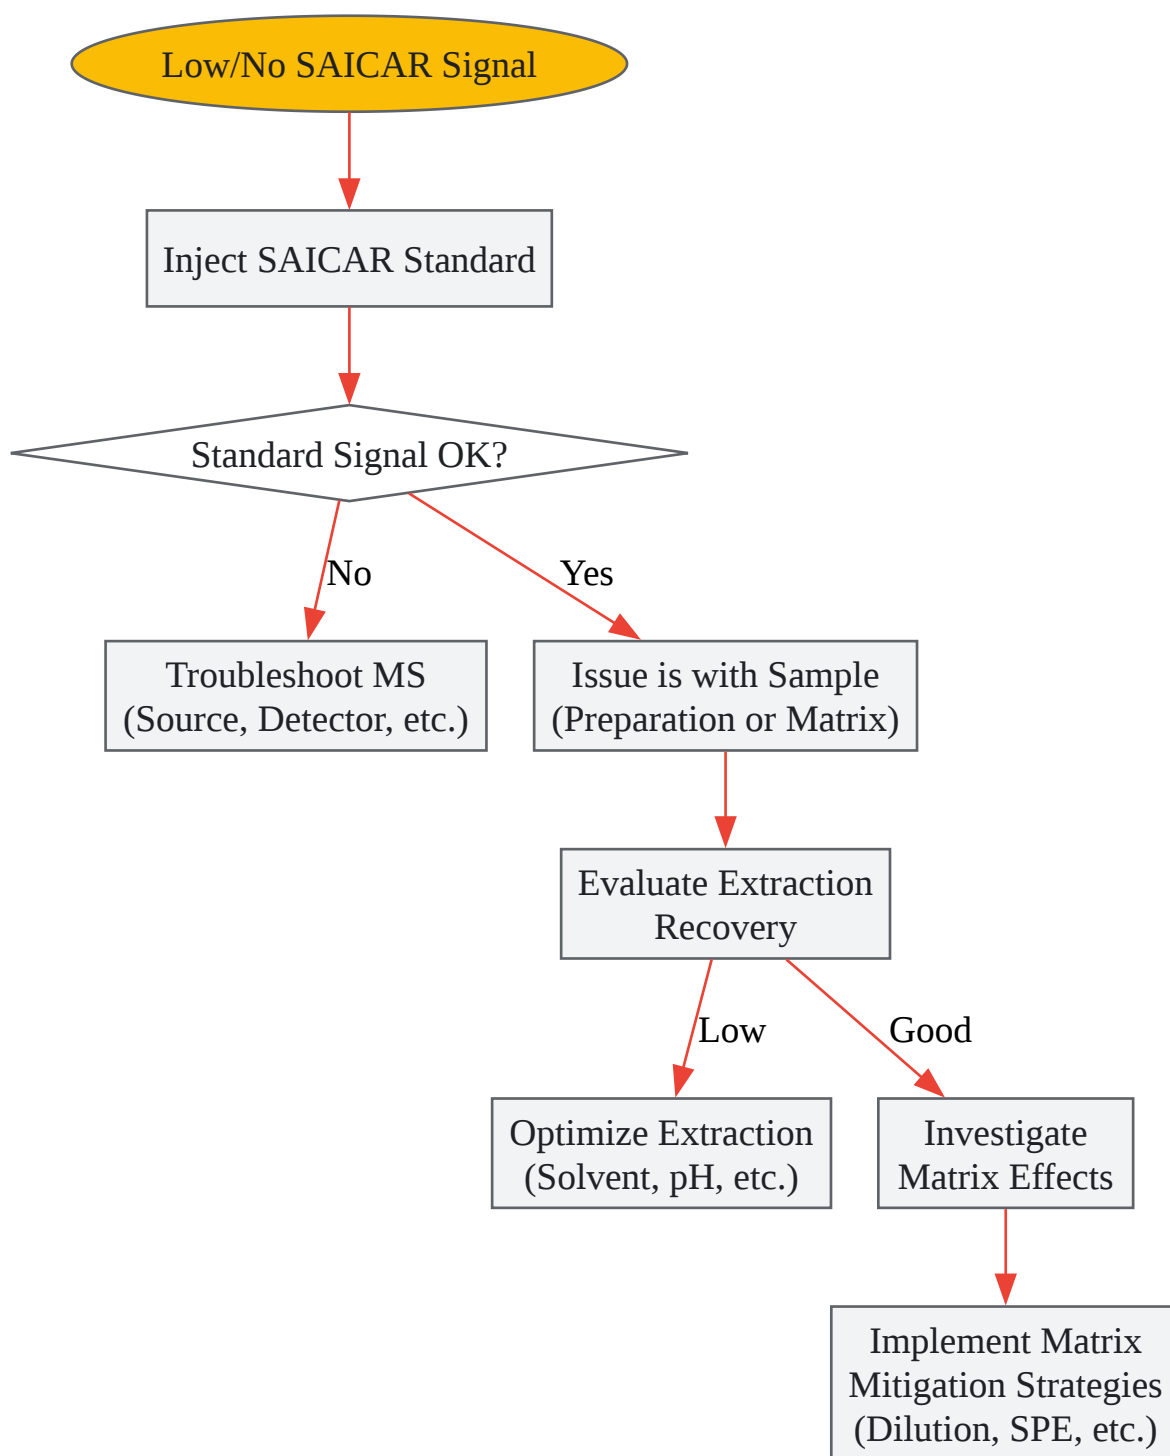 Low/No SAICAR Signal
Inject SAICAR Standard
Standard Signal OK?
No
Yes
Troubleshoot MS
(Source, Detector, etc.)
Issue is with Sample
(Preparation or Matrix)
Evaluate Extraction
Recovery
Low
Good
Optimize Extraction
(Solvent, pH, etc.)
Investigate
Matrix Effects
Implement Matrix
Mitigation Strategies
(Dilution, SPE, etc.)